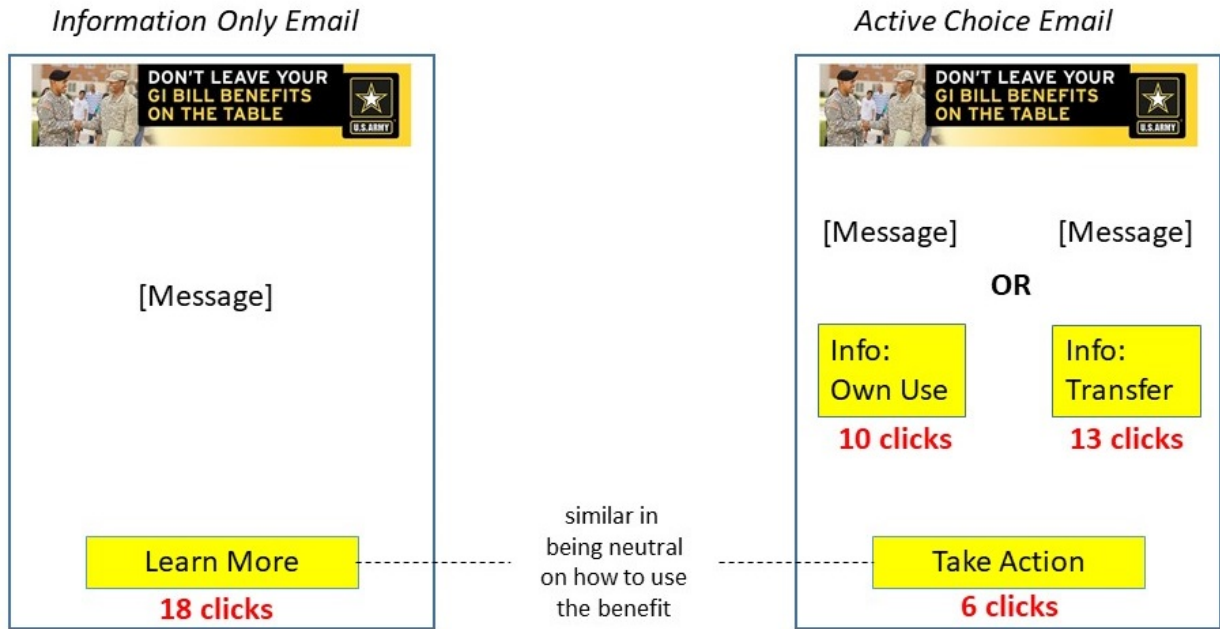 Information Only Email
DON'T LEAVE YOUR
GI BILL BENEFITS
ON THE TABLE
U.S.ARMY
[Message]
Learn More
18 clicks
similar in
being neutral
on how to use
the benefit
Active Choice Email
DON'T LEAVE YOUR
GI BILL BENEFITS
ON THE TABLE
U.S.ARMY
[Message]
[Message]
OR
Info:
Own Use
10 clicks
Info:
Transfer
13 clicks
Take Action
6 clicks